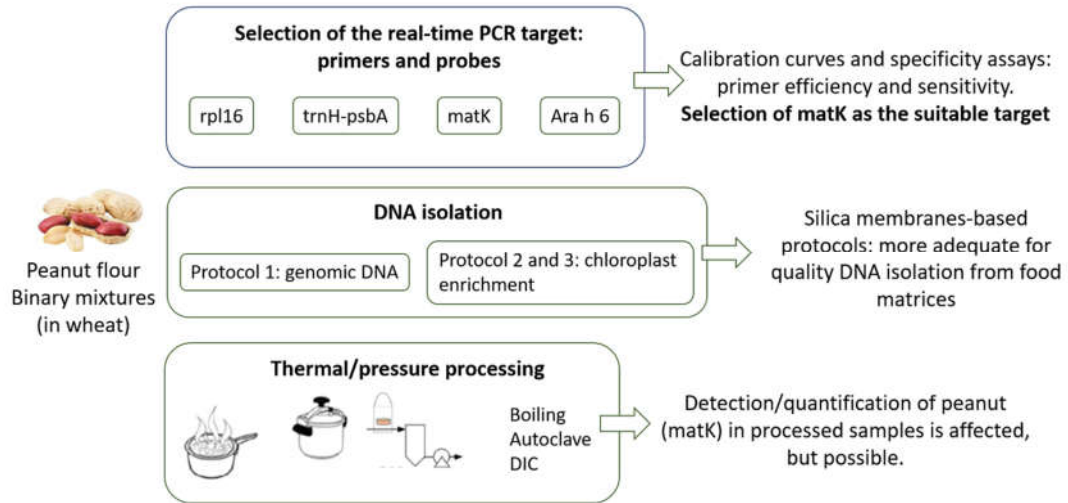 Selection of the real-time PCR target:
primers and probes
rpl16
trnH-psbA
matK
Ara h 6
Calibration curves and specificity assays:
primer efficiency and sensitivity.
Selection of matK as the suitable target
Peanut flour
Binary mixtures
(in wheat)
DNA isolation
Protocol 1: genomic DNA
Protocol 2 and 3: chloroplast
enrichment
Silica membranes-based
protocols: more adequate for
quality DNA isolation from food
matrices
Thermal/pressure processing
Boiling
Autoclave
DIC
Detection/quantification of peanut
(matK) in processed samples is affected,
but possible.